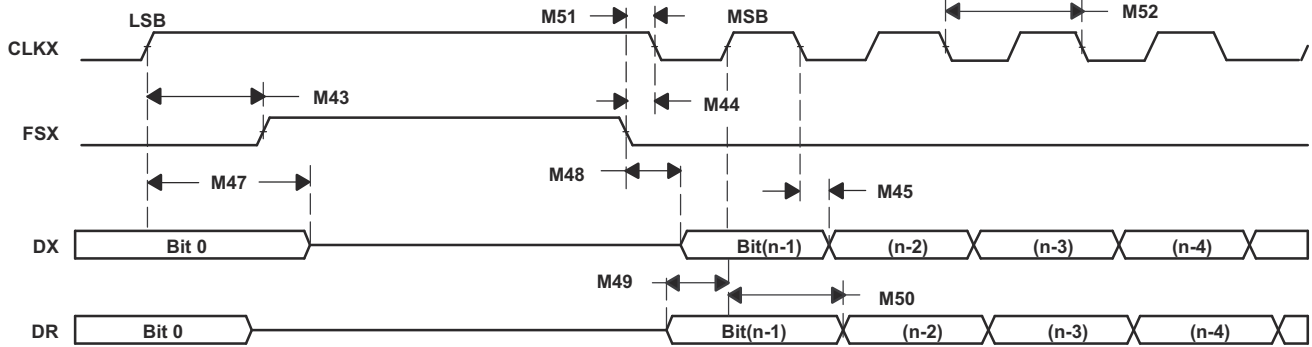 LSB
M51
MSB
M52
CLKX
M43
M44
FSX
M47
M48
M45
DX
Bit 0
Bit(n-1)
(n-2)
(n-3)
(n-4)
M49
M50
DR
Bit 0
Bit(n-1)
(n-2)
(n-3)
(n-4)